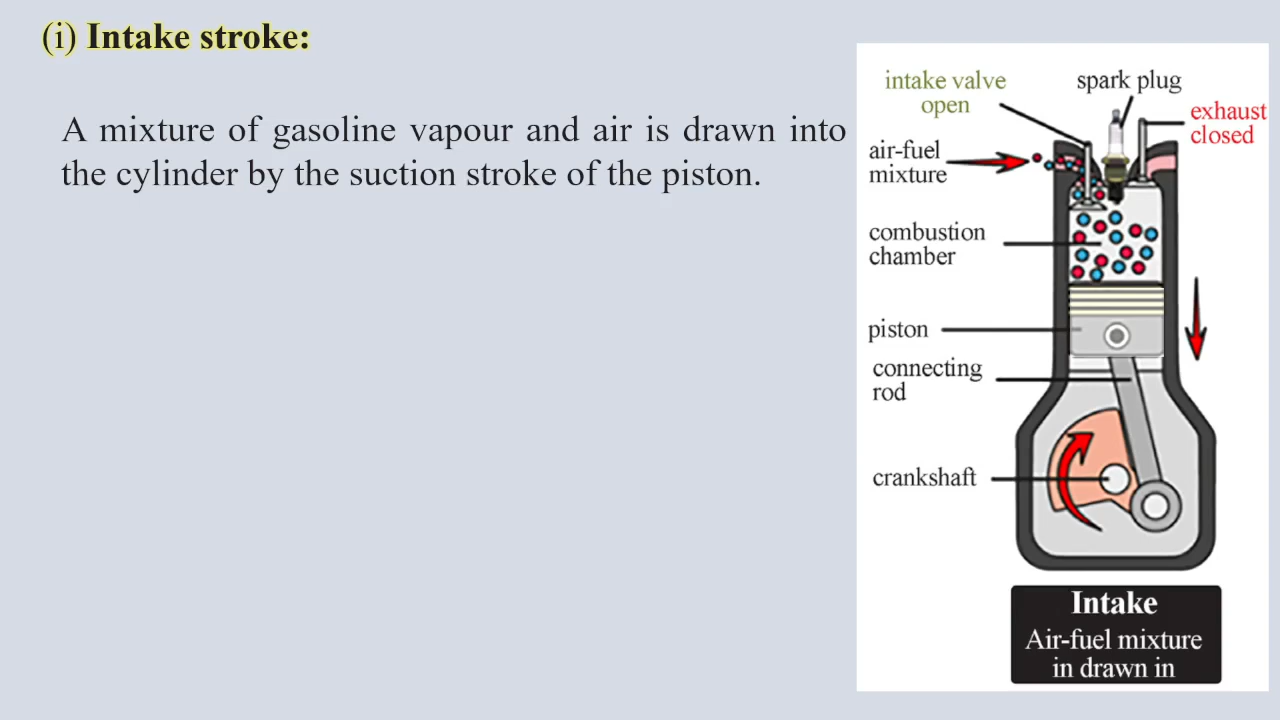 (i) Intake stroke:
A mixture of gasoline vapour and air is drawn into
the cylinder by the suction stroke of the piston.
intake valve
open
spark plug
exhaust
closed
air-fuel
mixture
combustion
chamber
piston
connecting
rod
crankshaft
Intake
Air-fuel mixture
in drawn in